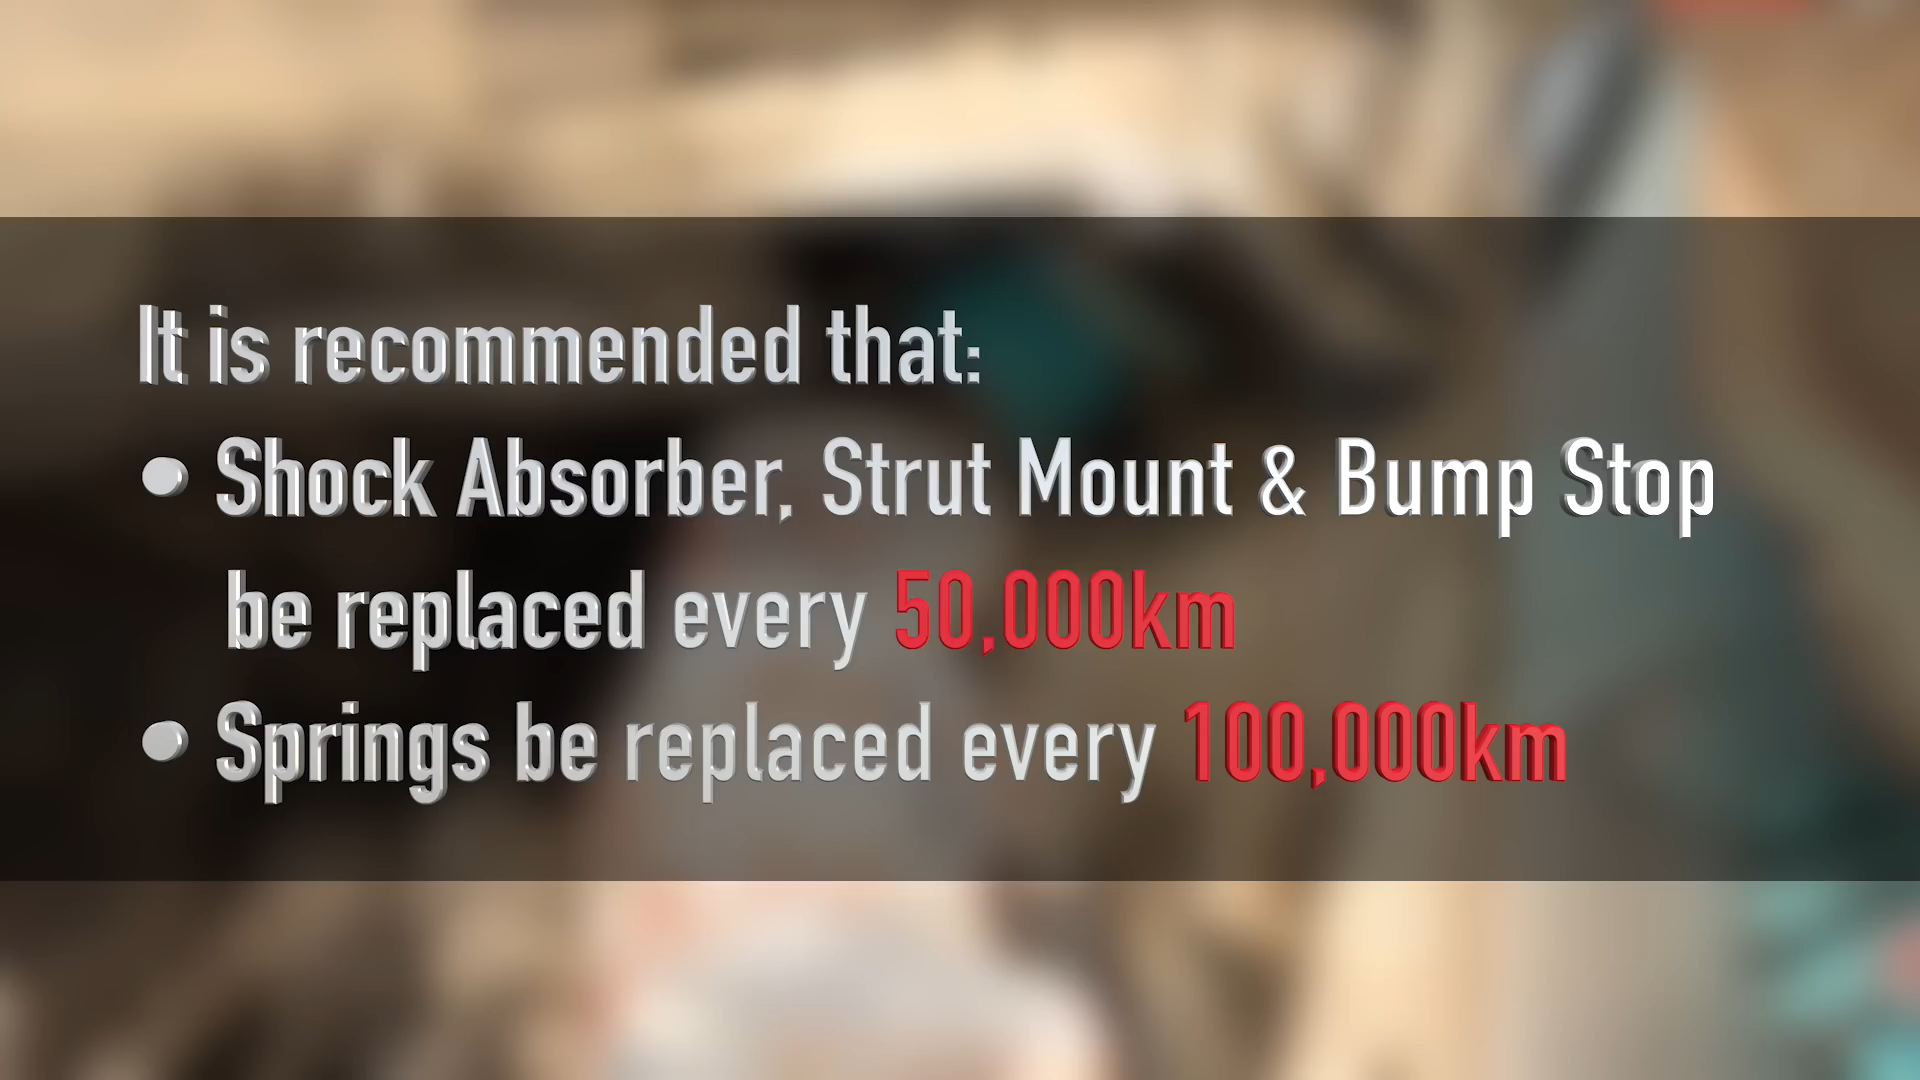 It is recommended that:
• Shock Absorber, Strut Mount & Bump Stop
be replaced every 50,000km
• Springs be replaced every 100,000km